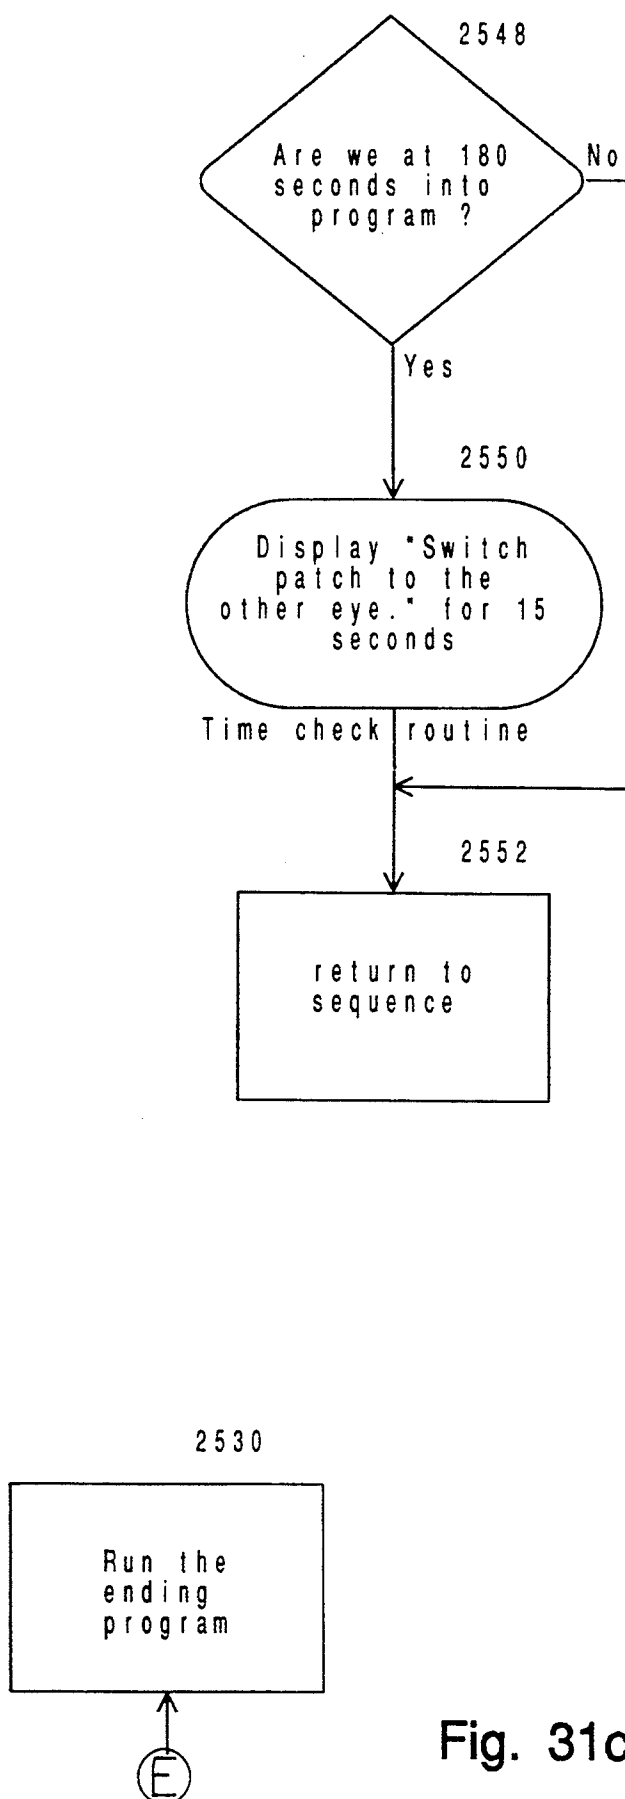 2548
Are we at 180
seconds into
program ?
No
Yes
2550
Display "Switch
patch to the
other eye." for 15
seconds
Time check routine
2552
return to
sequence
2530
Run the
ending
program
E
Fig. 31c